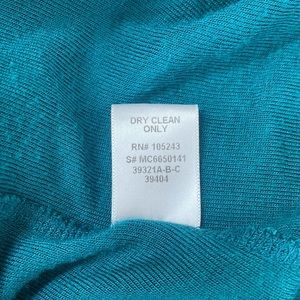 DRY CLEAN
ONLY
RN# 105243
S# MC6650141
39321A-B-C
39404